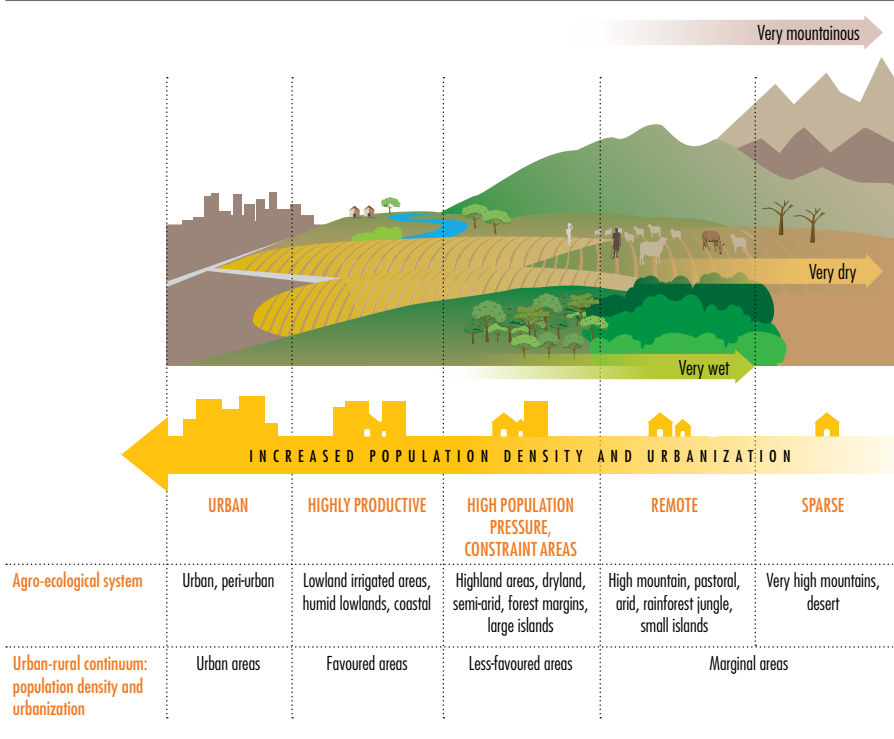 Very mountainous
Very dry
Very wet
INCREASED POPULATION DENSITY AND URBANIZATION
URBAN
HIGHLY PRODUCTIVE
HIGH POPULATION
PRESSURE,
CONSTRAINT AREAS
REMOTE
SPARSE
Agro-ecological system
Urban, peri-urban
Lowland irrigated areas,
humid lowlands, coastal
Highland areas, dryland,
semi-arid, forest margins,
large islands
High mountain, pastoral,
arid, rainforest jungle,
small islands
Very high mountains,
desert
Urban-rural continuum:
population density and
urbanization
Urban areas
Favoured areas
Less-favoured areas
Marginal areas